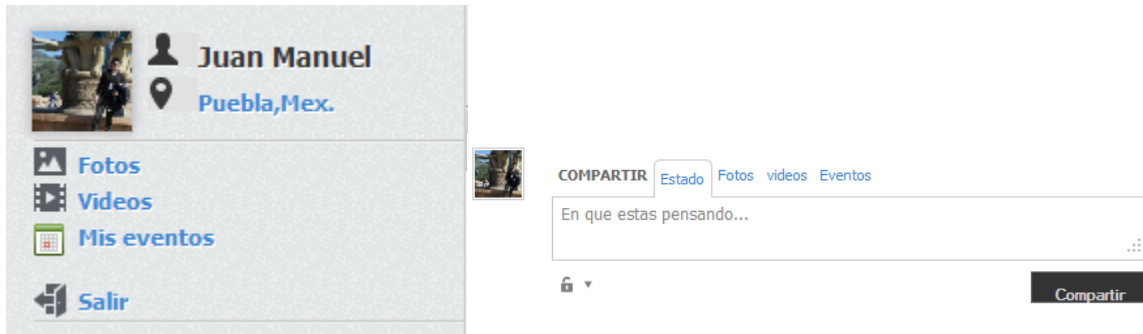 Juan Manuel
Puebla,Mex.
Fotos
Videos
Mis eventos
Salir
COMPARTIR Estado Fotos videos Eventos
En que estas pensando...
Compartir